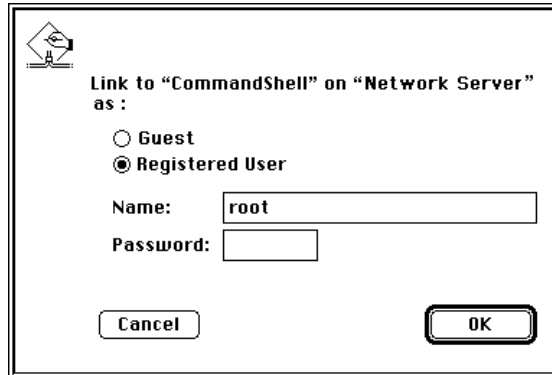 Link to “CommandShell” on “Network Server”
as :
Guest
Registered User
Name: root
Password:
Cancel OK